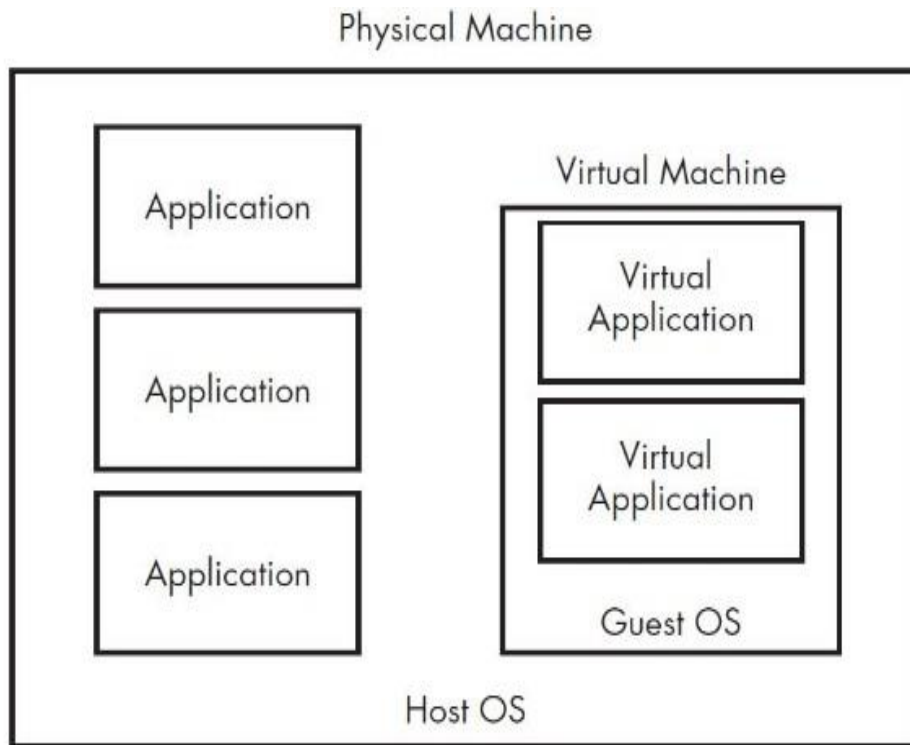 Physical Machine
Application
Application
Application
Virtual Machine
Virtual
Application
Virtual
Application
Guest OS
Host OS